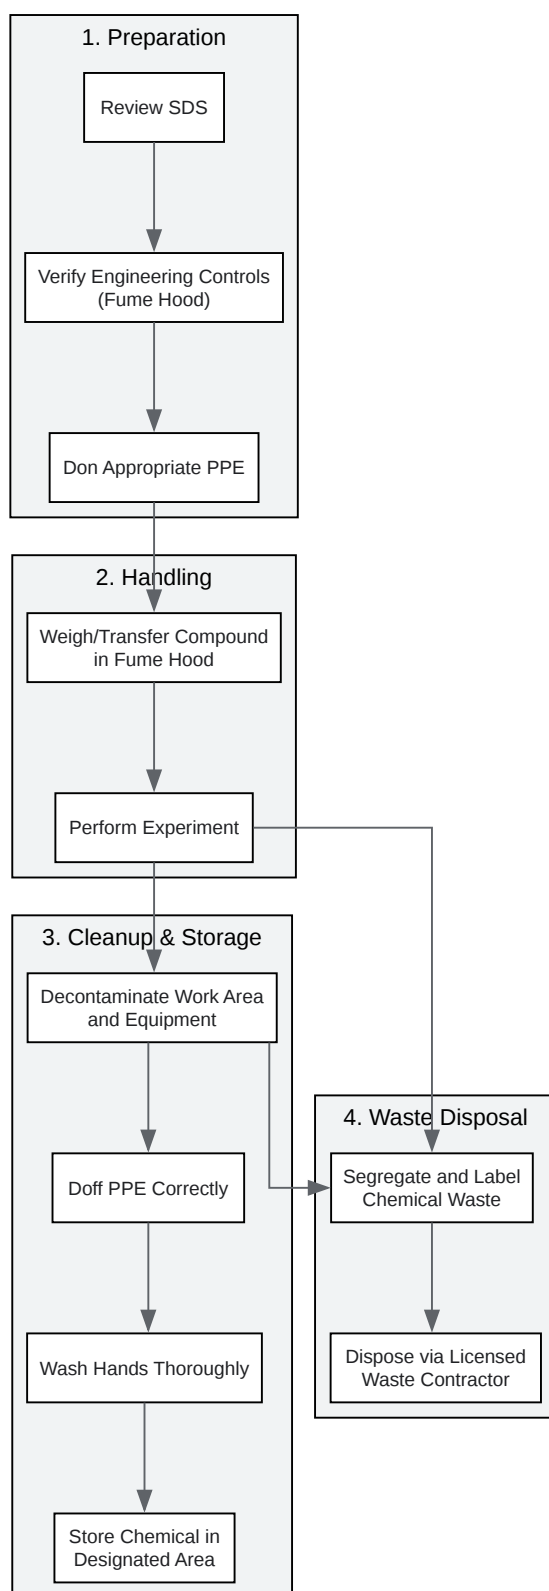 1. Preparation
Review SDS
Verify Engineering Controls
(Fume Hood)
Don Appropriate PPE
2. Handling
Weigh/Transfer Compound
in Fume Hood
Perform Experiment
3. Cleanup & Storage
Decontaminate Work Area
and Equipment
Doff PPE Correctly
Wash Hands Thoroughly
Store Chemical in
Designated Area
4. Waste Disposal
Segregate and Label
Chemical Waste
Dispose via Licensed
Waste Contractor